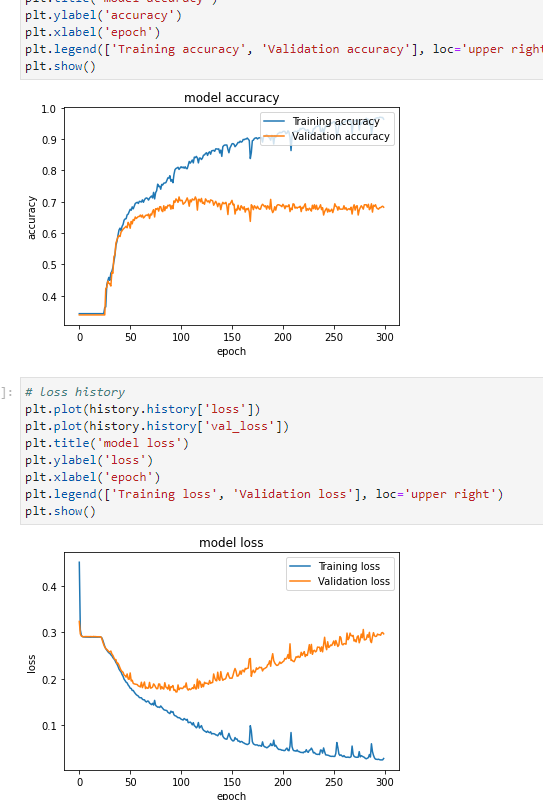 plt.title('model accuracy')
plt.ylabel('accuracy')
plt.xlabel('epoch')
plt.legend(['Training accuracy', 'Validation accuracy'], loc='upper right
plt.show()
model accuracy
Training accuracy
Validation accuracy
1.0
0.9
0.8
0.7
0.6
0.5
0.4
accuracy
0 50 100 150 200 250 300
epoch
]: # loss history
plt.plot(history.history['loss'])
plt.plot(history.history['val_loss'])
plt.title('model loss')
plt.ylabel('loss')
plt.xlabel('epoch')
plt.legend(['Training loss', 'Validation loss'], loc='upper right')
plt.show()
model loss
Training loss
Validation loss
0.4
0.3
0.2
0.1
loss
0 50 100 150 200 250 300
epoch